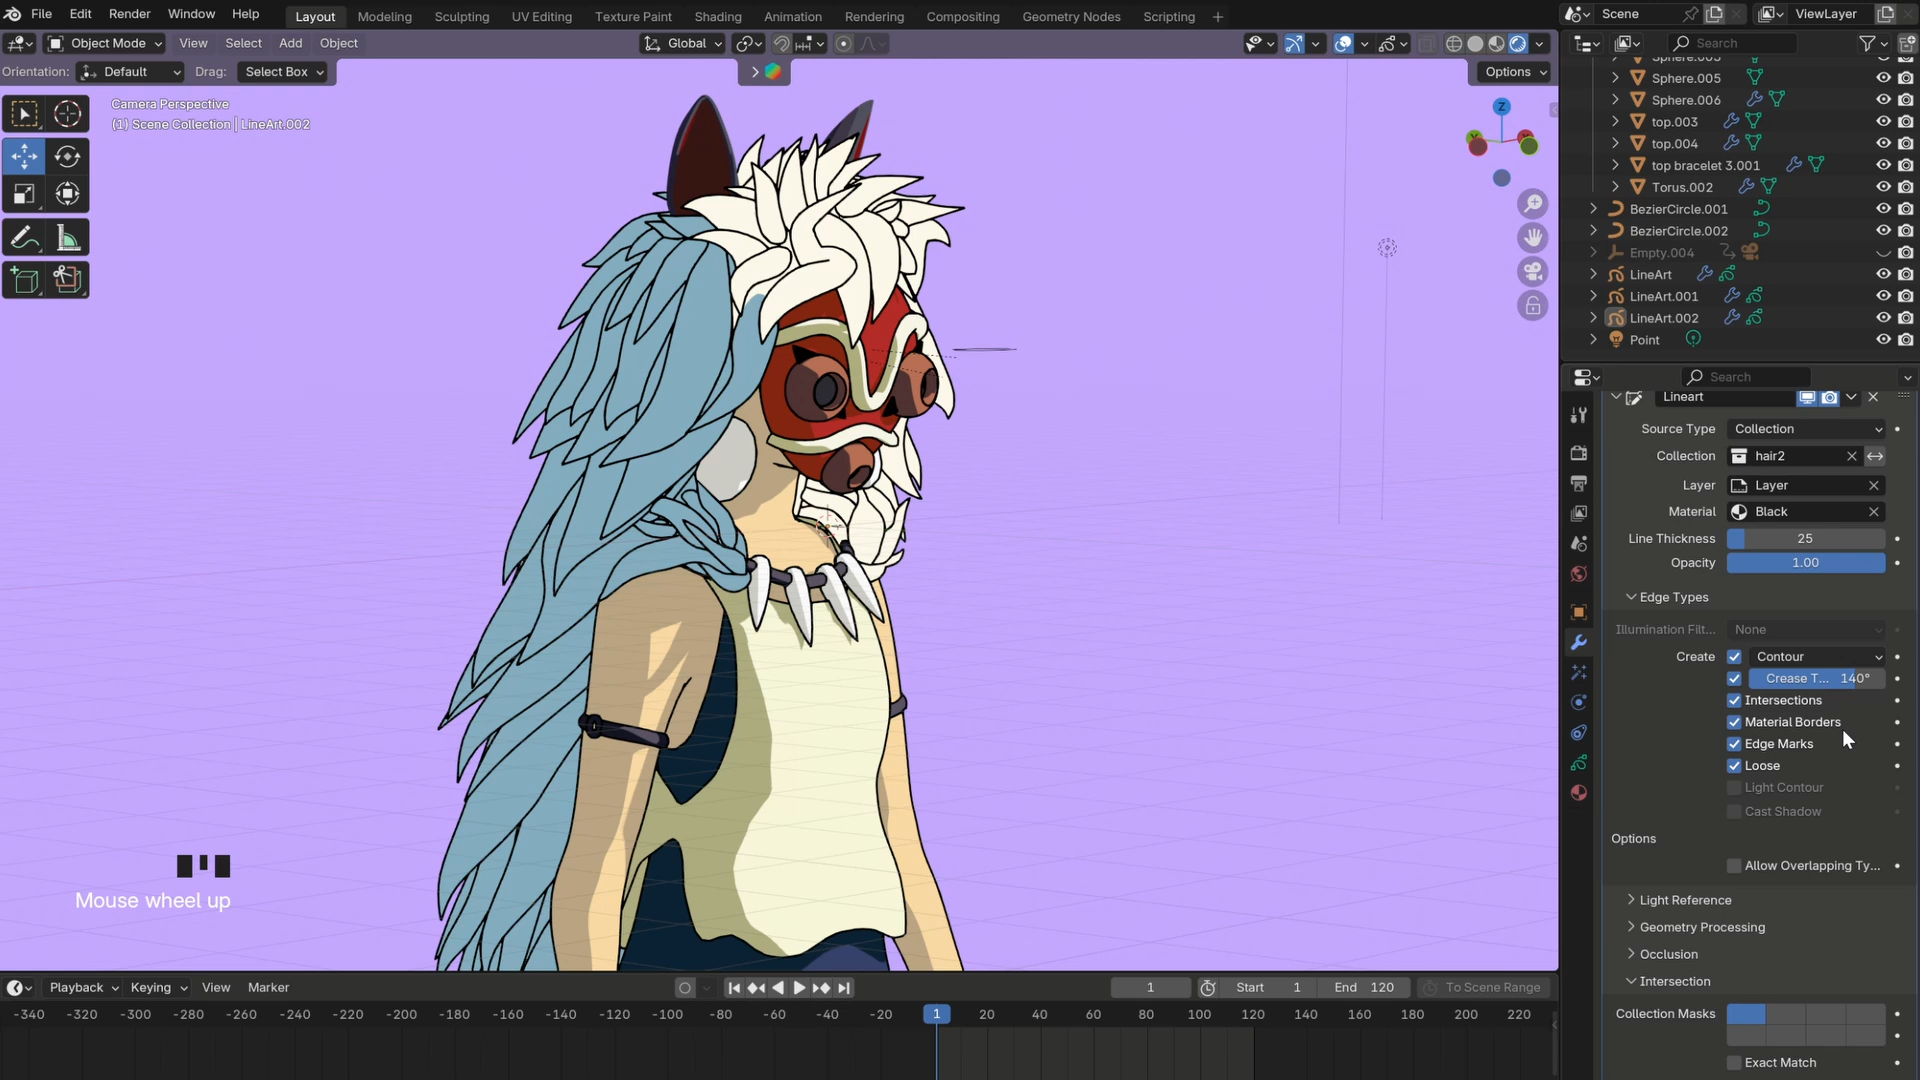 File Edit Render Window Help Layout Modeling Sculpting UV Editing Texture Paint Shading Animation Rendering Compositing Geometry Nodes Scripting + Scene ViewLayer
Object Mode View Select Add Object Global Search
Orientation: Default Drag: Select Box Options
Camera Perspective
(1) Scene Collection | LineArt.002
Z
Sphere.005
Sphere.006
top.003
top.004
top bracelet 3.001
Torus.002
BezierCircle.001
BezierCircle.002
Empty.004
LineArt
LineArt.001
LineArt.002
Point
Search
Lineart
Source Type Collection
Collection hair2
Layer Layer
Material Black
Line Thickness 25
Opacity 1.00
Edge Types
Illumination Filt... None
Create Contour
Crease T... 140°
Intersections
Material Borders
Edge Marks
Loose
Light Contour
Cast Shadow
Options
Allow Overlapping Ty...
Light Reference
Geometry Processing
Occlusion
Intersection
Collection Masks
Exact Match
Mouse wheel up
Playback Keying View Marker 1 Start 1 End 120 To Scene Range
-340 -320 -300 -280 -260 -240 -220 -200 -180 -160 -140 -120 -100 -80 -60 -40 -20 1 20 40 60 80 100 120 140 160 180 200 220